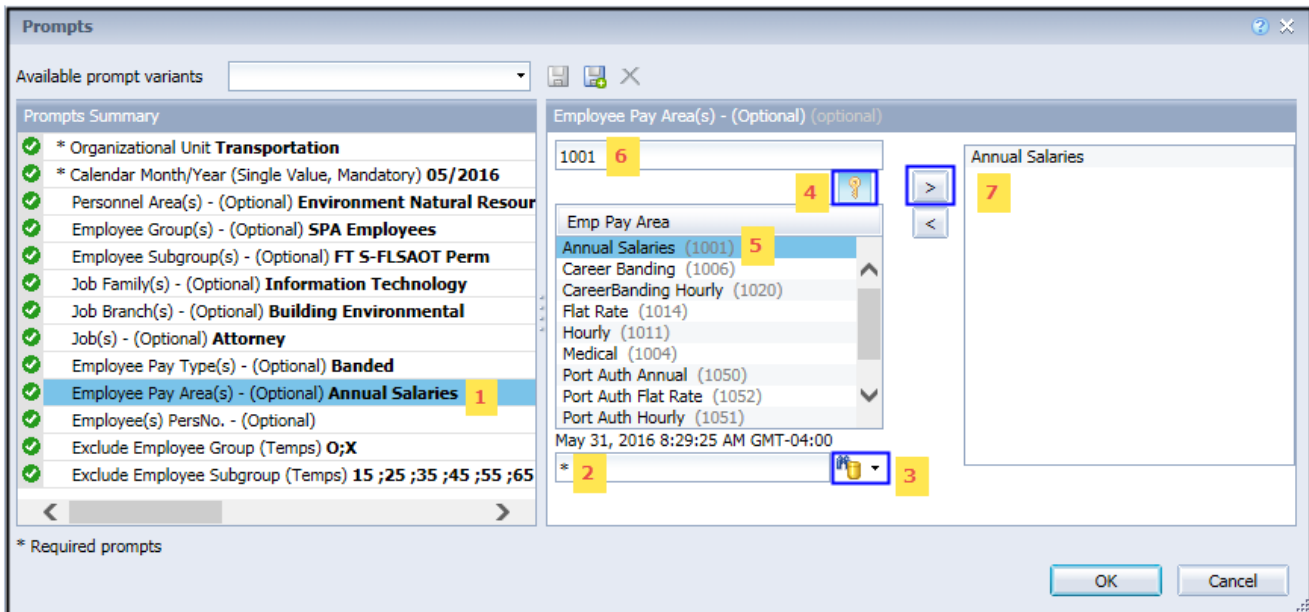 Prompts
Available prompt variants
Prompts Summary
* Organizational Unit Transportation
* Calendar Month/Year (Single Value, Mandatory) 05/2016
Personnel Area(s) - (Optional) Environment Natural Resour
Employee Group(s) - (Optional) SPA Employees
Employee Subgroup(s) - (Optional) FT S-FLSAOT Perm
Job Family(s) - (Optional) Information Technology
Job Branch(s) - (Optional) Building Environmental
Job(s) - (Optional) Attorney
Employee Pay Type(s) - (Optional) Banded
Employee Pay Area(s) - (Optional) Annual Salaries 1
Employee(s) PersNo. - (Optional)
Exclude Employee Group (Temps) O;X
Exclude Employee Subgroup (Temps) 15 ;25 ;35 ;45 ;55 ;65
* Required prompts
Employee Pay Area(s) - (Optional) (optional)
1001 6
4
Emp Pay Area
Annual Salaries (1001) 5
Career Banding (1006)
CareerBanding Hourly (1020)
Flat Rate (1014)
Hourly (1011)
Medical (1004)
Port Auth Annual (1050)
Port Auth Flat Rate (1052)
Port Auth Hourly (1051)
May 31, 2016 8:29:25 AM GMT-04:00
* 2
3
>
<
Annual Salaries
7
OK
Cancel